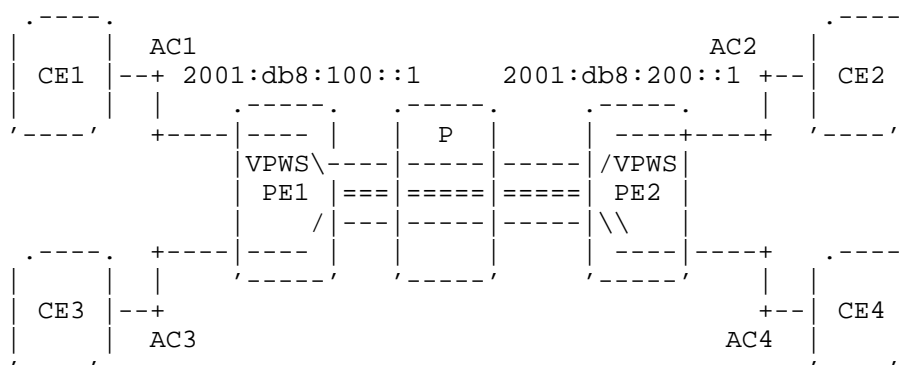 AC1 AC2
CE1 2001:db8:100::1 2001:db8:200::1 CE2
P
VPWS VPWS
PE1 PE2
CE3 CE4
AC3 AC4